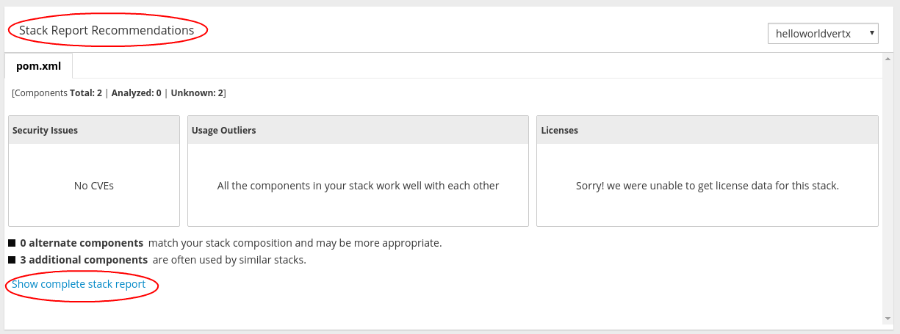 Stack Report Recommendations
helloworldvertx
pom.xml
[Components Total: 2 | Analyzed: 0 | Unknown: 2]
Security Issues
Usage Outliers
Licenses
No CVEs
All the components in your stack work well with each other
Sorry! we were unable to get license data for this stack.
0 alternate components match your stack composition and may be more appropriate.
3 additional components are often used by similar stacks.
Show complete stack report